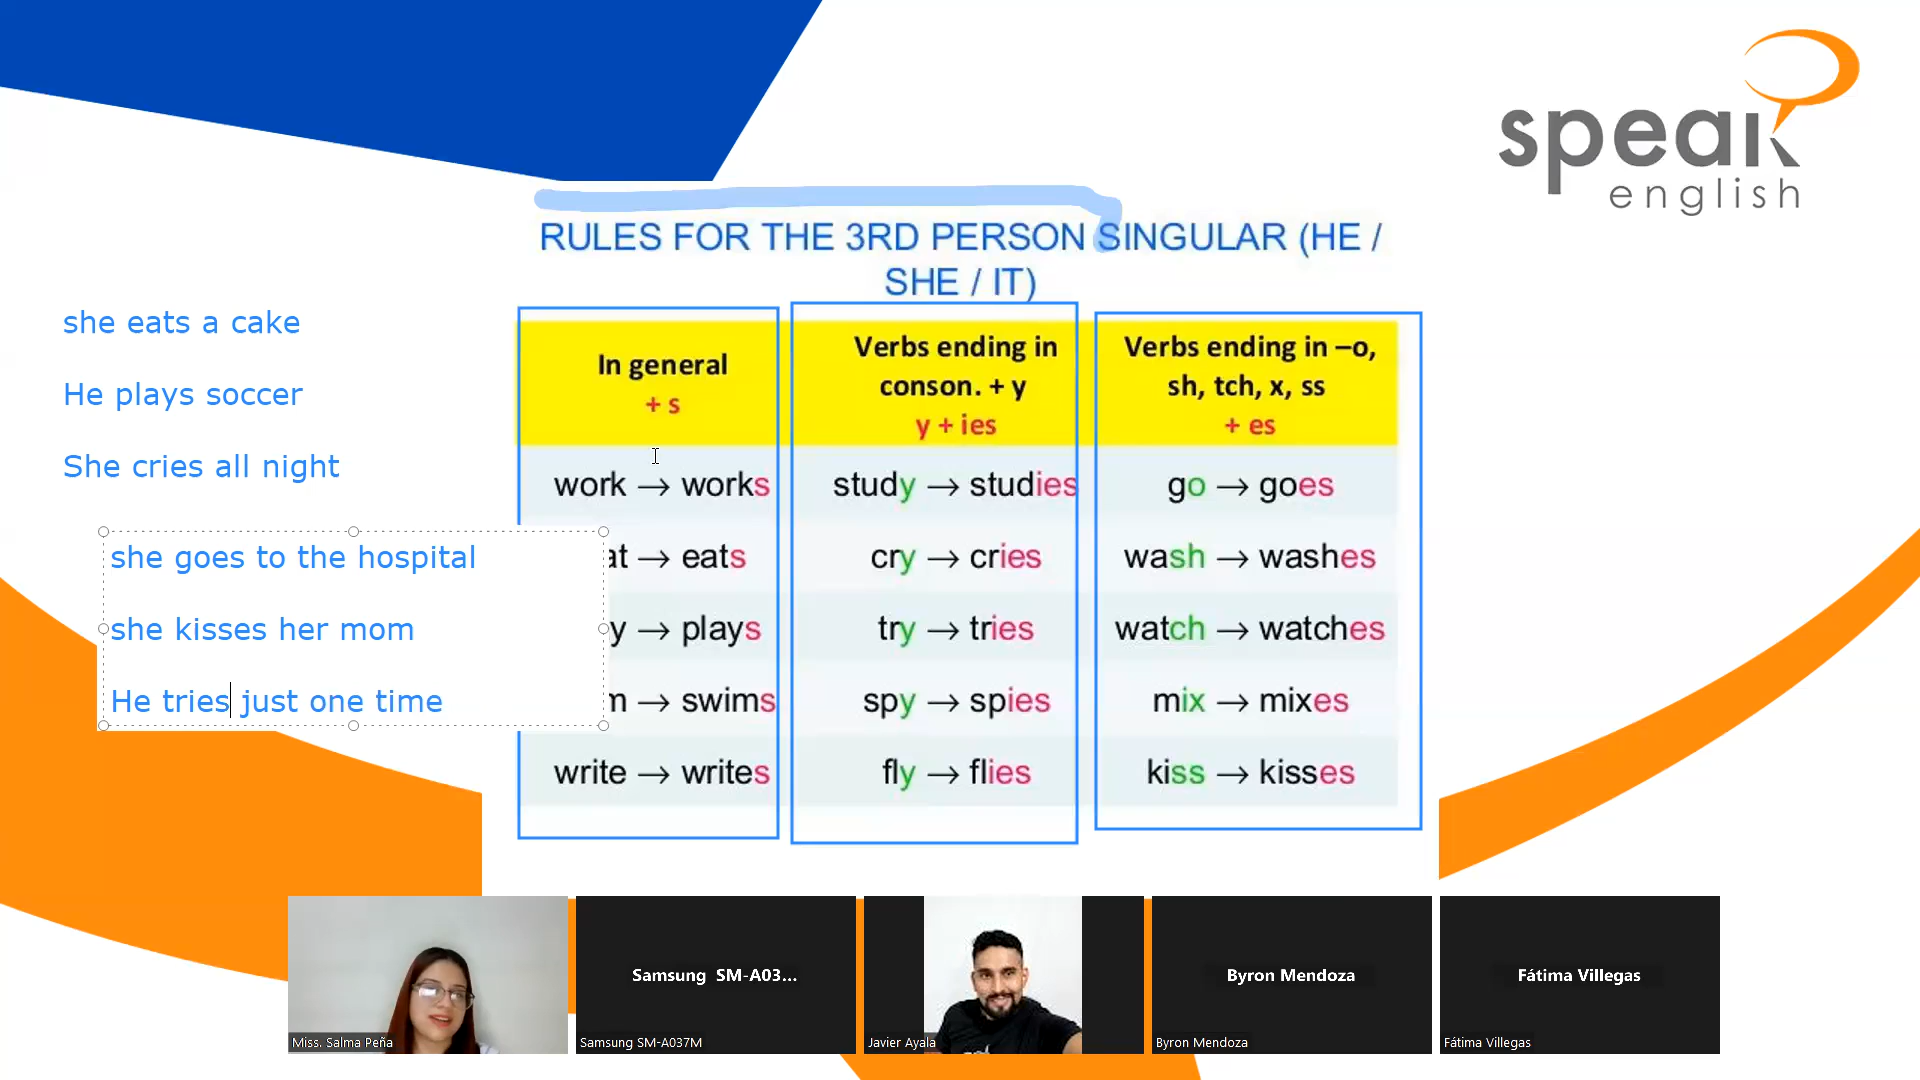 speak
english
RULES FOR THE 3RD PERSON SINGULAR (HE /
SHE / IT)
she eats a cake
He plays soccer
She cries all night
she goes to the hospital
she kisses her mom
He tries just one time
In general
+ s
work → works
at → eats
y → plays
m → swims
write → writes
Verbs ending in
conson. + y
y + ies
study → studies
cry → cries
try → tries
spy → spies
fly → flies
Verbs ending in –o,
sh, tch, x, ss
+ es
go → goes
wash → washes
watch → watches
mix → mixes
kiss → kisses
Miss. Salma Peña
Samsung SM-A03...
Samsung SM-A037M
Javier Ayala
Byron Mendoza
Byron Mendoza
Fátima Villegas
Fátima Villegas